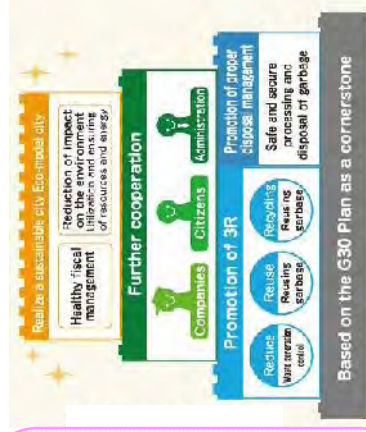 Realize a sustainable city Eco-model city
Healthy fiscal
management
Reduction of impact
on the environment
Utilization and ensuring
of resources and energy
Further cooperation
Companies
Citizens
Administration
Promotion of 3R
Reduce
Waste generation
control
Reuse
Reusing
garbage
Recycling
Reusing
garbage
Promotion of proper
disposal management
Safe and secure
processing and
disposal of garbage
Based on the G30 Plan as a cornerstone